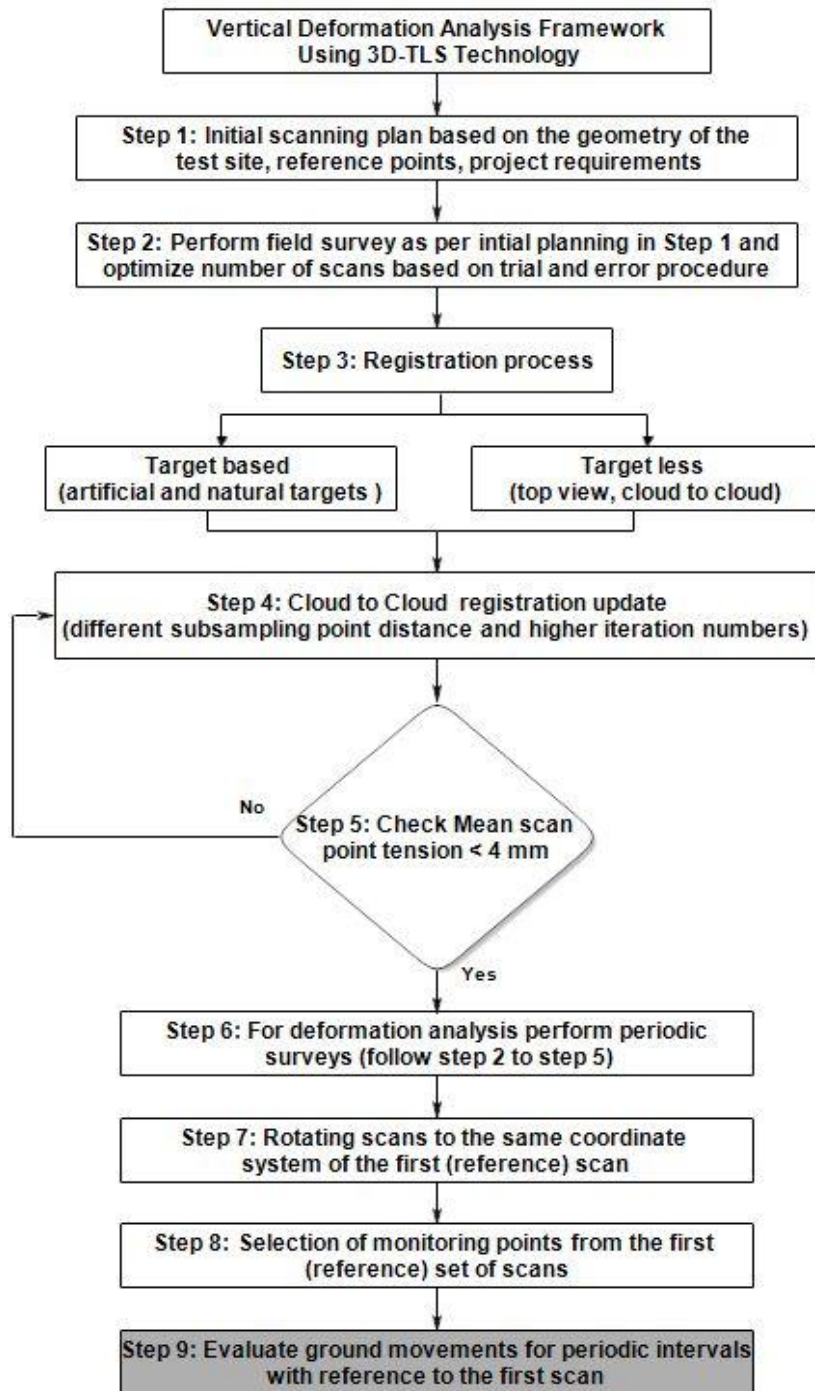 Vertical Deformation Analysis Framework
Using 3D-TLS Technology
Step 1: Initial scanning plan based on the geometry of the
test site, reference points, project requirements
Step 2: Perform field survey as per intial planning in Step 1 and
optimize number of scans based on trial and error procedure
Step 3: Registration process
Target based
(artificial and natural targets )
Target less
(top view, cloud to cloud)
Step 4: Cloud to Cloud registration update
(different subsampling point distance and higher iteration numbers)
No
Step 5: Check Mean scan
point tension < 4 mm
Yes
Step 6: For deformation analysis perform periodic
surveys (follow step 2 to step 5)
Step 7: Rotating scans to the same coordinate
system of the first (reference) scan
Step 8: Selection of monitoring points from the first
(reference) set of scans
Step 9: Evaluate ground movements for periodic intervals
with reference to the first scan